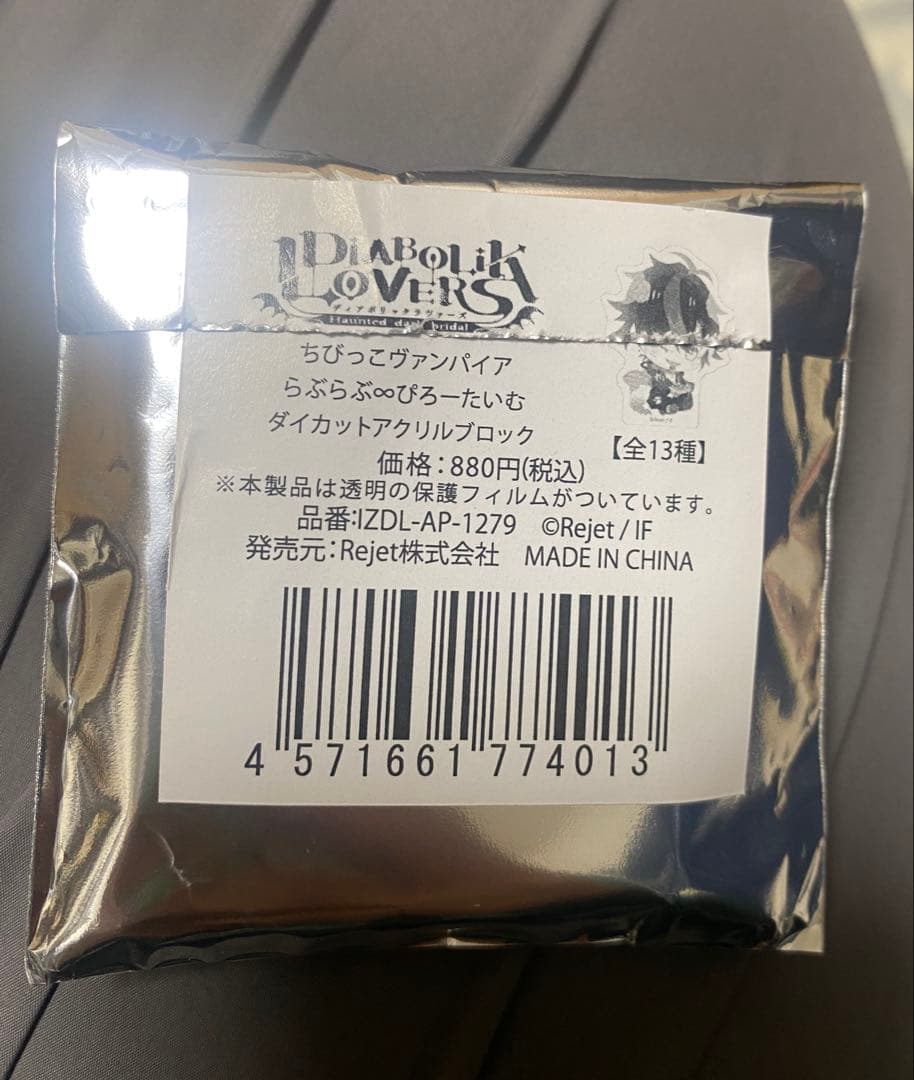 DIABOLIK
LOVERS
ディアボリックラヴァーズ
Haunted dark bridal
ちびっこヴァンパイア
らぶらぶ∞ぴろーたいむ
ダイカットアクリルブロック
【全13種】
価格：880円(税込)
※本製品は透明の保護フィルムがついています。
品番:IZDL-AP-1279 ©Rejet / IF
発売元：Rejet株式会社 MADE IN CHINA
4 571661 774013